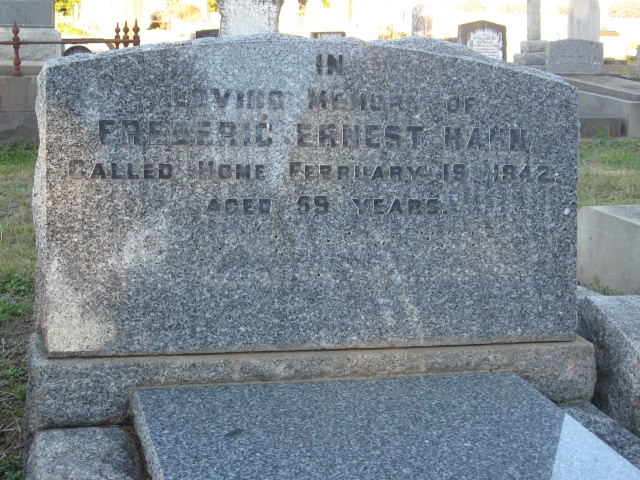 IN
LOVING MEMORY OF
FREDERIC ERNEST HAHN,
CALLED HOME FEBRUARY 19, 1942.
AGED 59 YEARS.